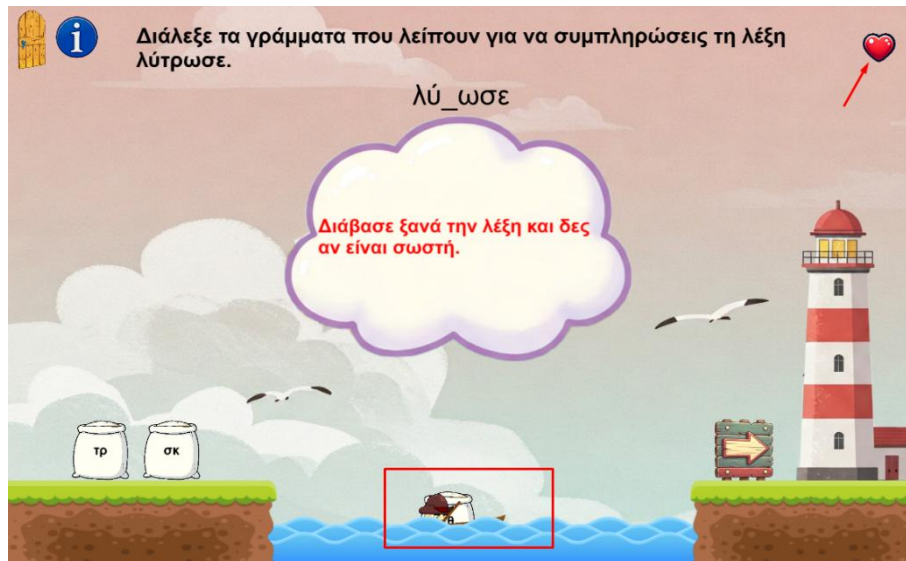 i
Διάλεξε τα γράμματα που λείπουν για να συμπληρώσεις τη λέξη
λύτρωσε.
λύ_ωσε
Διάβασε ξανά την λέξη και δες
αν είναι σωστή.
τρ
σκ